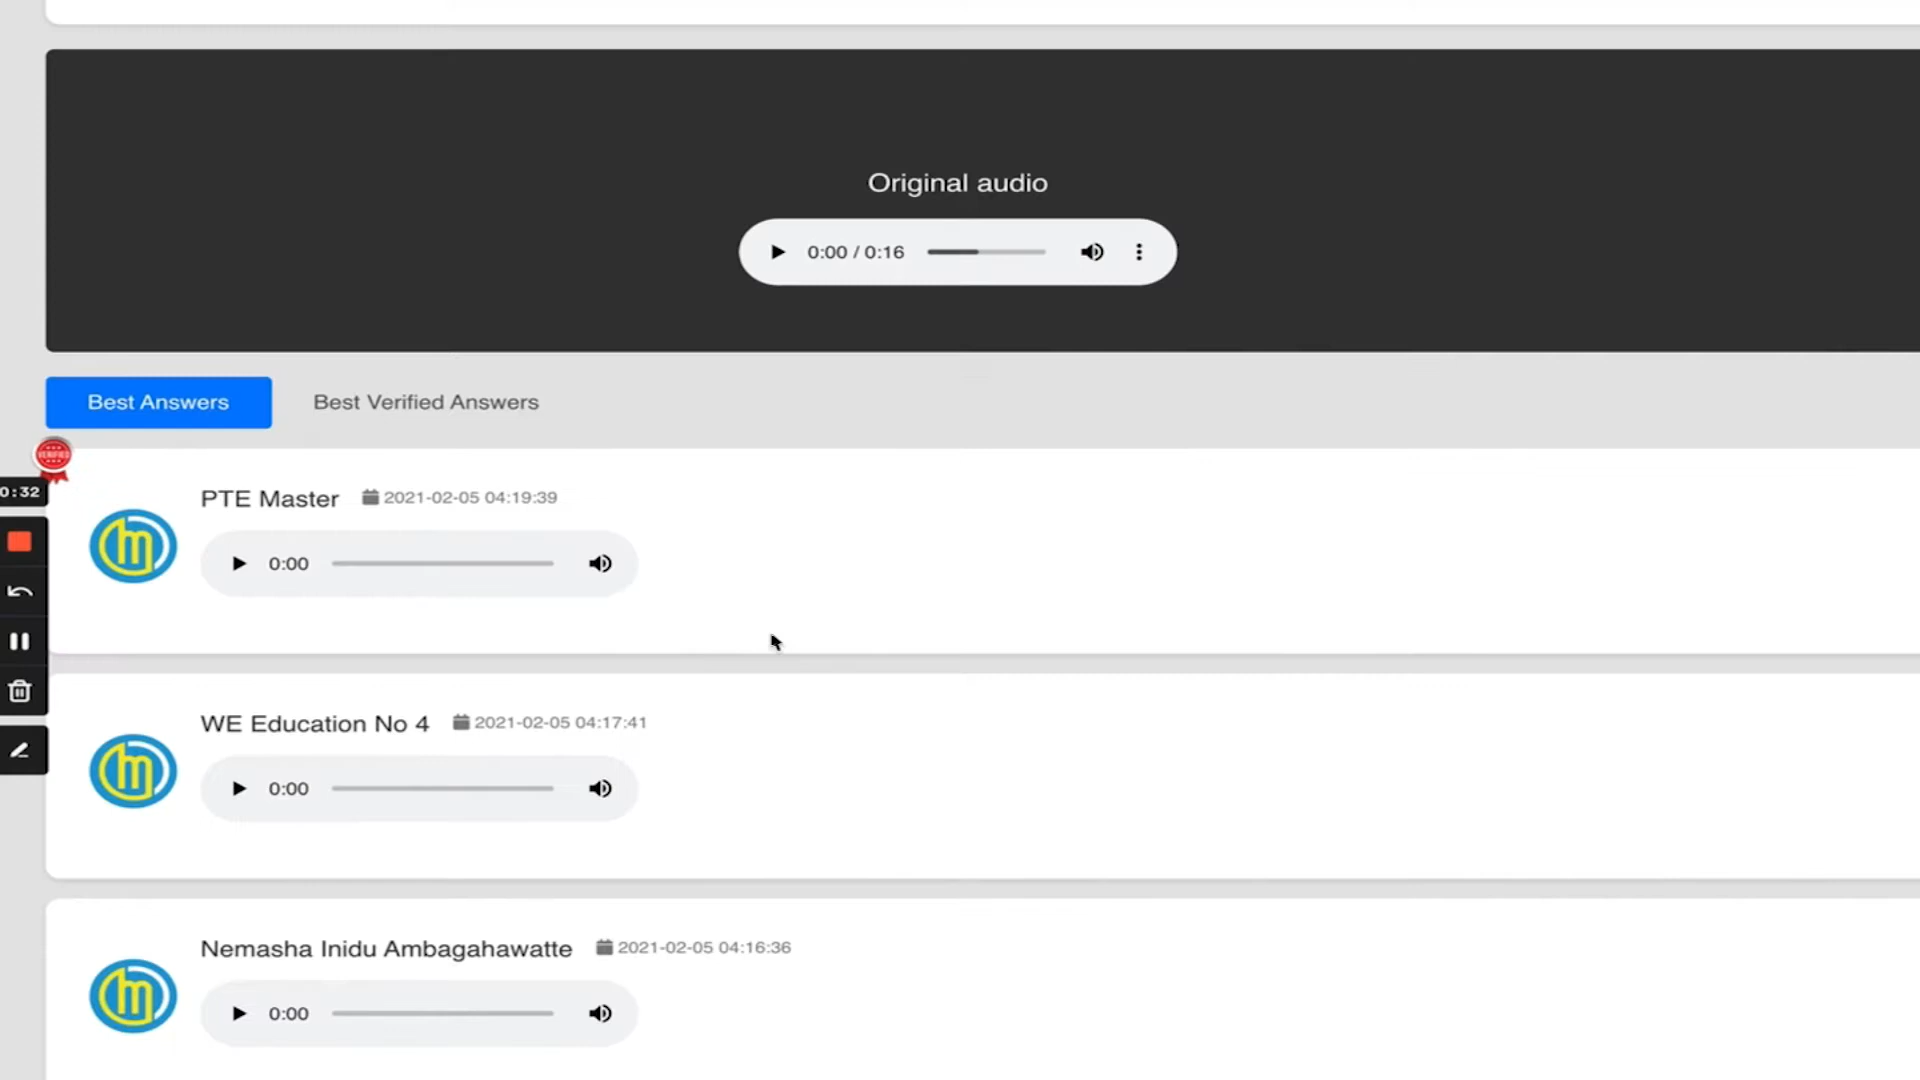 Original audio
0:00 / 0:16
Best Answers
Best Verified Answers
VERIFIED
0:32
PTE Master
2021-02-05 04:19:39
0:00
WE Education No 4
2021-02-05 04:17:41
0:00
Nemasha Inidu Ambagahawatte
2021-02-05 04:16:36
0:00